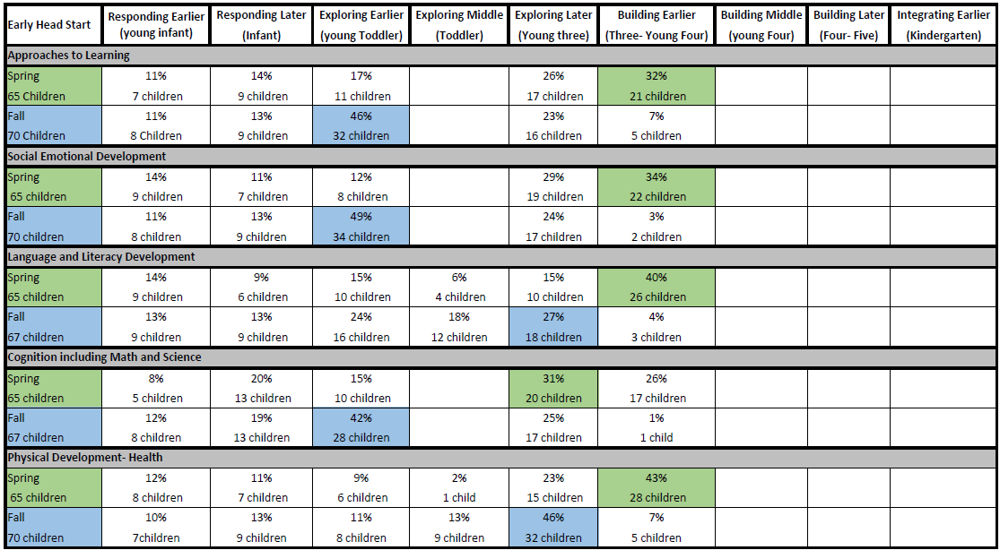 Early Head Start
Responding Earlier (young infant)
Responding Later (Infant)
Exploring Earlier (young Toddler)
Exploring Middle (Toddler)
Exploring Later (Young three)
Building Earlier (Three- Young Four)
Building Middle (young Four)
Building Later (Four- Five)
Integrating Earlier (Kindergarten)
Approaches to Learning
Spring 11% 14% 17% 26% 32%
65 Children 7 children 9 children 11 children 17 children 21 children
Fall 11% 13% 46% 23% 7%
70 Children 8 Children 9 children 32 children 16 children 5 children
Social Emotional Development
Spring 14% 11% 12% 29% 34%
65 children 9 children 7 children 8 children 19 children 22 children
Fall 11% 13% 49% 24% 3%
70 children 8 children 9 children 34 children 17 children 2 children
Language and Literacy Development
Spring 14% 9% 15% 6% 15% 40%
65 children 9 children 6 children 10 children 4 children 10 children 26 children
Fall 13% 13% 24% 18% 27% 4%
67 children 9 children 9 children 16 children 12 children 18 children 3 children
Cognition including Math and Science
Spring 8% 20% 15% 31% 26%
65 children 5 children 13 children 10 children 20 children 17 children
Fall 12% 19% 42% 25% 1%
67 children 8 children 13 children 28 children 17 children 1 child
Physical Development- Health
Spring 12% 11% 9% 2% 23% 43%
65 children 8 children 7 children 6 children 1 child 15 children 28 children
Fall 10% 13% 11% 13% 46% 7%
70 children 7children 9 children 8 children 9 children 32 children 5 children